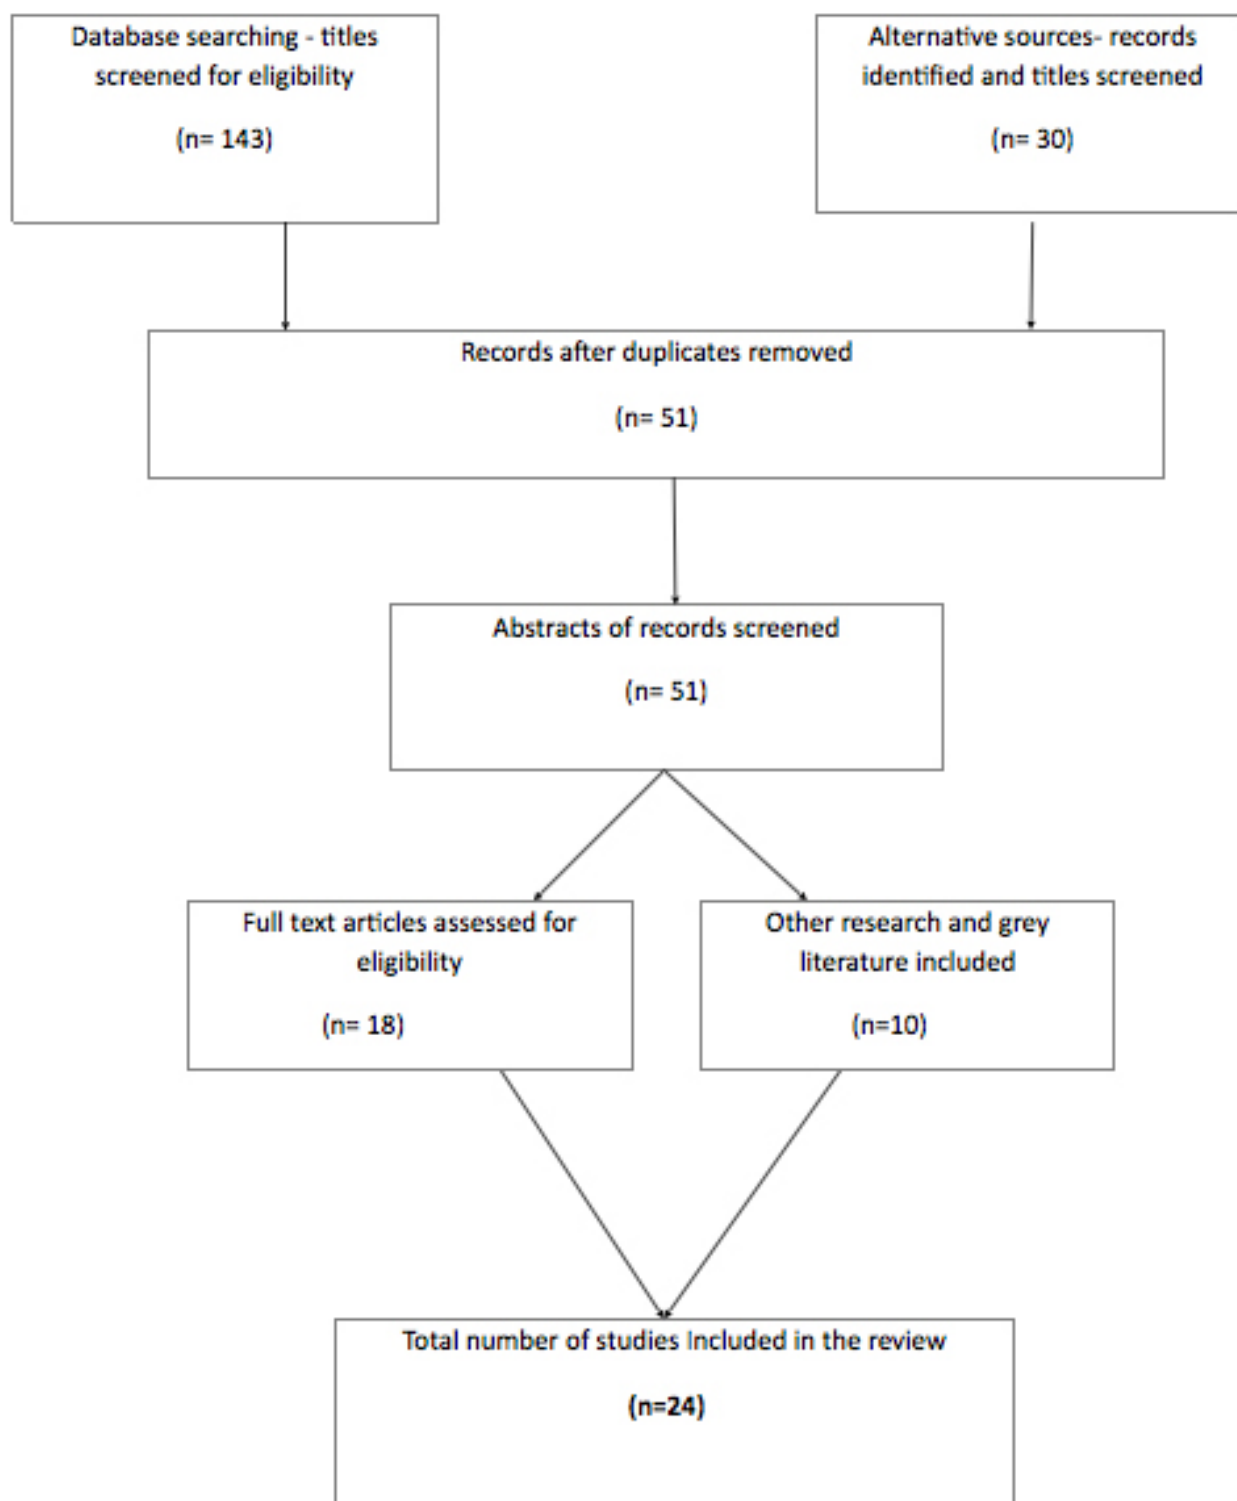 Database searching - titles
screened for eligibility
(n= 143)
Alternative sources- records
identified and titles screened
(n= 30)
Records after duplicates removed
(n= 51)
Abstracts of records screened
(n= 51)
Full text articles assessed for
eligibility
(n= 18)
Other research and grey
literature included
(n=10)
Total number of studies Included in the review
(n=24)